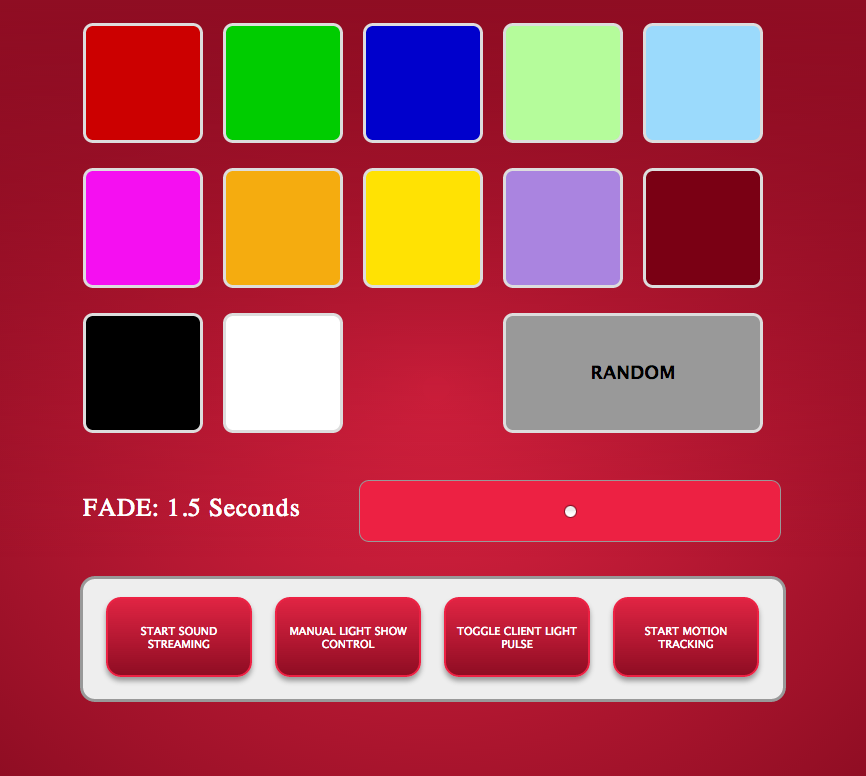 RANDOM
FADE: 1.5 Seconds
START SOUND
STREAMING
MANUAL LIGHT SHOW
CONTROL
TOGGLE CLIENT LIGHT
PULSE
START MOTION
TRACKING